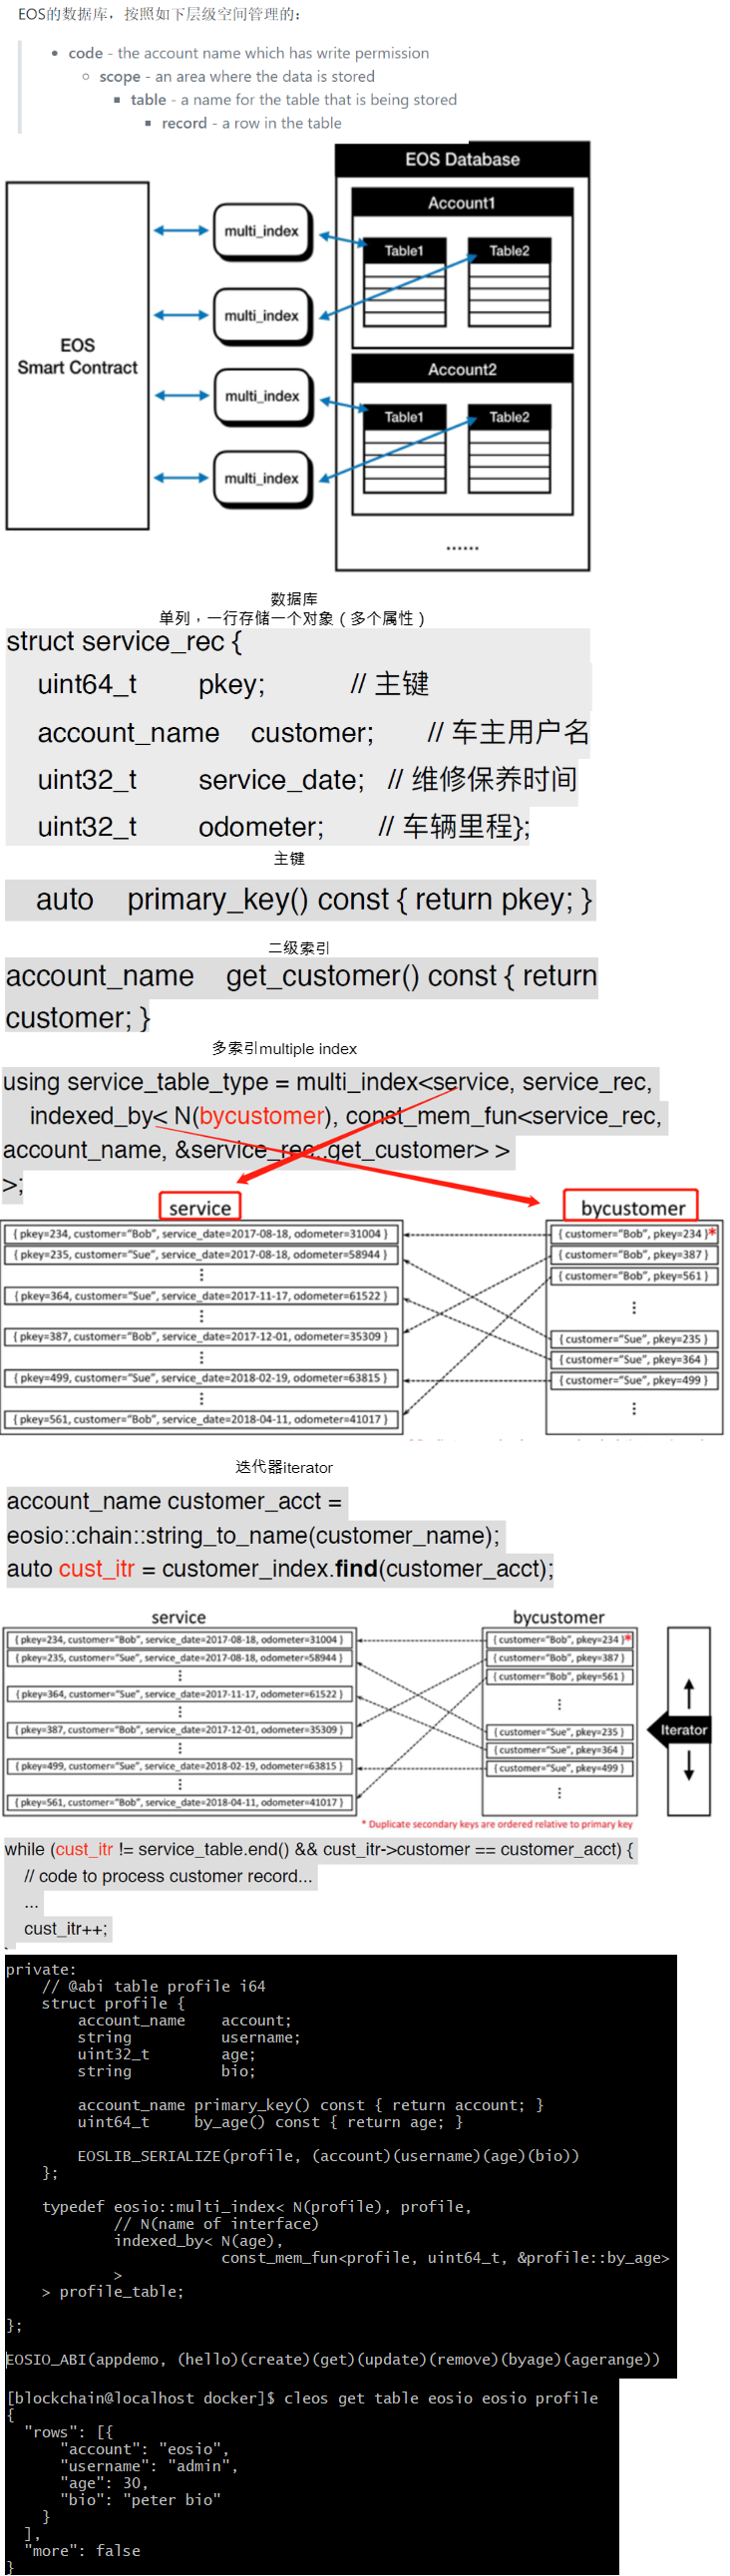 EOS的数据库，按照如下层级空间管理的：
code - the account name which has write permission
scope - an area where the data is stored
table - a name for the table that is being stored
record - a row in the table
EOS Database
Account1
Table1 Table2
Account2
Table1 Table2
......
EOS
Smart Contract
multi_index
multi_index
multi_index
multi_index
数据库
单列，一行存储一个对象（多个属性）
struct service_rec {
uint64_t pkey; // 主键
account_name customer; // 车主用户名
uint32_t service_date; // 维修保养时间
uint32_t odometer; // 车辆里程};
主键
auto primary_key() const { return pkey; }
二级索引
account_name get_customer() const { return
customer; }
多索引multiple index
using service_table_type = multi_index<service, service_rec,
indexed_by< N(bycustomer), const_mem_fun<service_rec,
account_name, &service_rec::get_customer> >
>;
service
{ pkey=234, customer="Bob", service_date=2017-08-18, odometer=31004 }
{ pkey=235, customer="Sue", service_date=2017-08-18, odometer=58944 }
{ pkey=364, customer="Sue", service_date=2017-11-17, odometer=61522 }
{ pkey=387, customer="Bob", service_date=2017-12-01, odometer=35309 }
{ pkey=499, customer="Sue", service_date=2018-02-19, odometer=63815 }
{ pkey=561, customer="Bob", service_date=2018-04-11, odometer=41017 }
bycustomer
{ customer="Bob", pkey=234 }*
{ customer="Bob", pkey=387 }
{ customer="Bob", pkey=561 }
{ customer="Sue", pkey=235 }
{ customer="Sue", pkey=364 }
{ customer="Sue", pkey=499 }
迭代器iterator
account_name customer_acct =
eosio::chain::string_to_name(customer_name);
auto cust_itr = customer_index.find(customer_acct);
service
{ pkey=234, customer="Bob", service_date=2017-08-18, odometer=31004 }
{ pkey=235, customer="Sue", service_date=2017-08-18, odometer=58944 }
{ pkey=364, customer="Sue", service_date=2017-11-17, odometer=61522 }
{ pkey=387, customer="Bob", service_date=2017-12-01, odometer=35309 }
{ pkey=499, customer="Sue", service_date=2018-02-19, odometer=63815 }
{ pkey=561, customer="Bob", service_date=2018-04-11, odometer=41017 }
bycustomer
{ customer="Bob", pkey=234 }*
{ customer="Bob", pkey=387 }
{ customer="Bob", pkey=561 }
{ customer="Sue", pkey=235 }
{ customer="Sue", pkey=364 }
{ customer="Sue", pkey=499 }
Iterator
* Duplicate secondary keys are ordered relative to primary key
while (cust_itr != service_table.end() && cust_itr->customer == customer_acct) {
// code to process customer record...
...
cust_itr++;
private:
// @abi table profile i64
struct profile {
account_name account;
string username;
uint32_t age;
string bio;
account_name primary_key() const { return account; }
uint64_t by_age() const { return age; }
EOSLIB_SERIALIZE(profile, (account)(username)(age)(bio))
};
typedef eosio::multi_index< N(profile), profile,
// N(name of interface)
indexed_by< N(age),
const_mem_fun<profile, uint64_t, &profile::by_age>
>
> profile_table;
};
EOSIO_ABI(appdemo, (hello)(create)(get)(update)(remove)(byage)(agerange))
[blockchain@localhost docker]$ cleos get table eosio eosio profile
{
"rows": [{
"account": "eosio",
"username": "admin",
"age": 30,
"bio": "peter bio"
}
],
"more": false
}